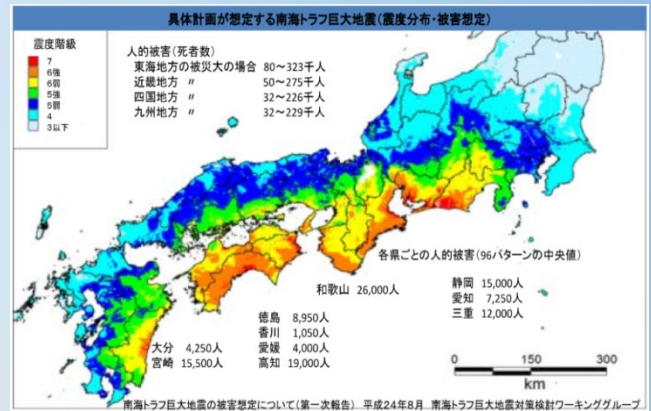 具体計画が想定する南海トラフ巨大地震(震度分布・被害想定)
震度階級
7
6強
6弱
5強
5弱
4
3以下
人的被害(死者数)
東海地方の被災大の場合 80～323千人
近畿地方 〃 50～275千人
四国地方 〃 32～226千人
九州地方 〃 32～229千人
各県ごとの人的被害(96パターンの中央値)
和歌山 26,000人
静岡 15,000人
愛知 7,250人
三重 12,000人
徳島 8,950人
香川 1,050人
愛媛 4,000人
高知 19,000人
大分 4,250人
宮崎 15,500人
0 150 300
km
南海トラフ巨大地震の被害想定について(第一次報告) 平成24年8月 南海トラフ巨大地震対策検討ワーキンググループ